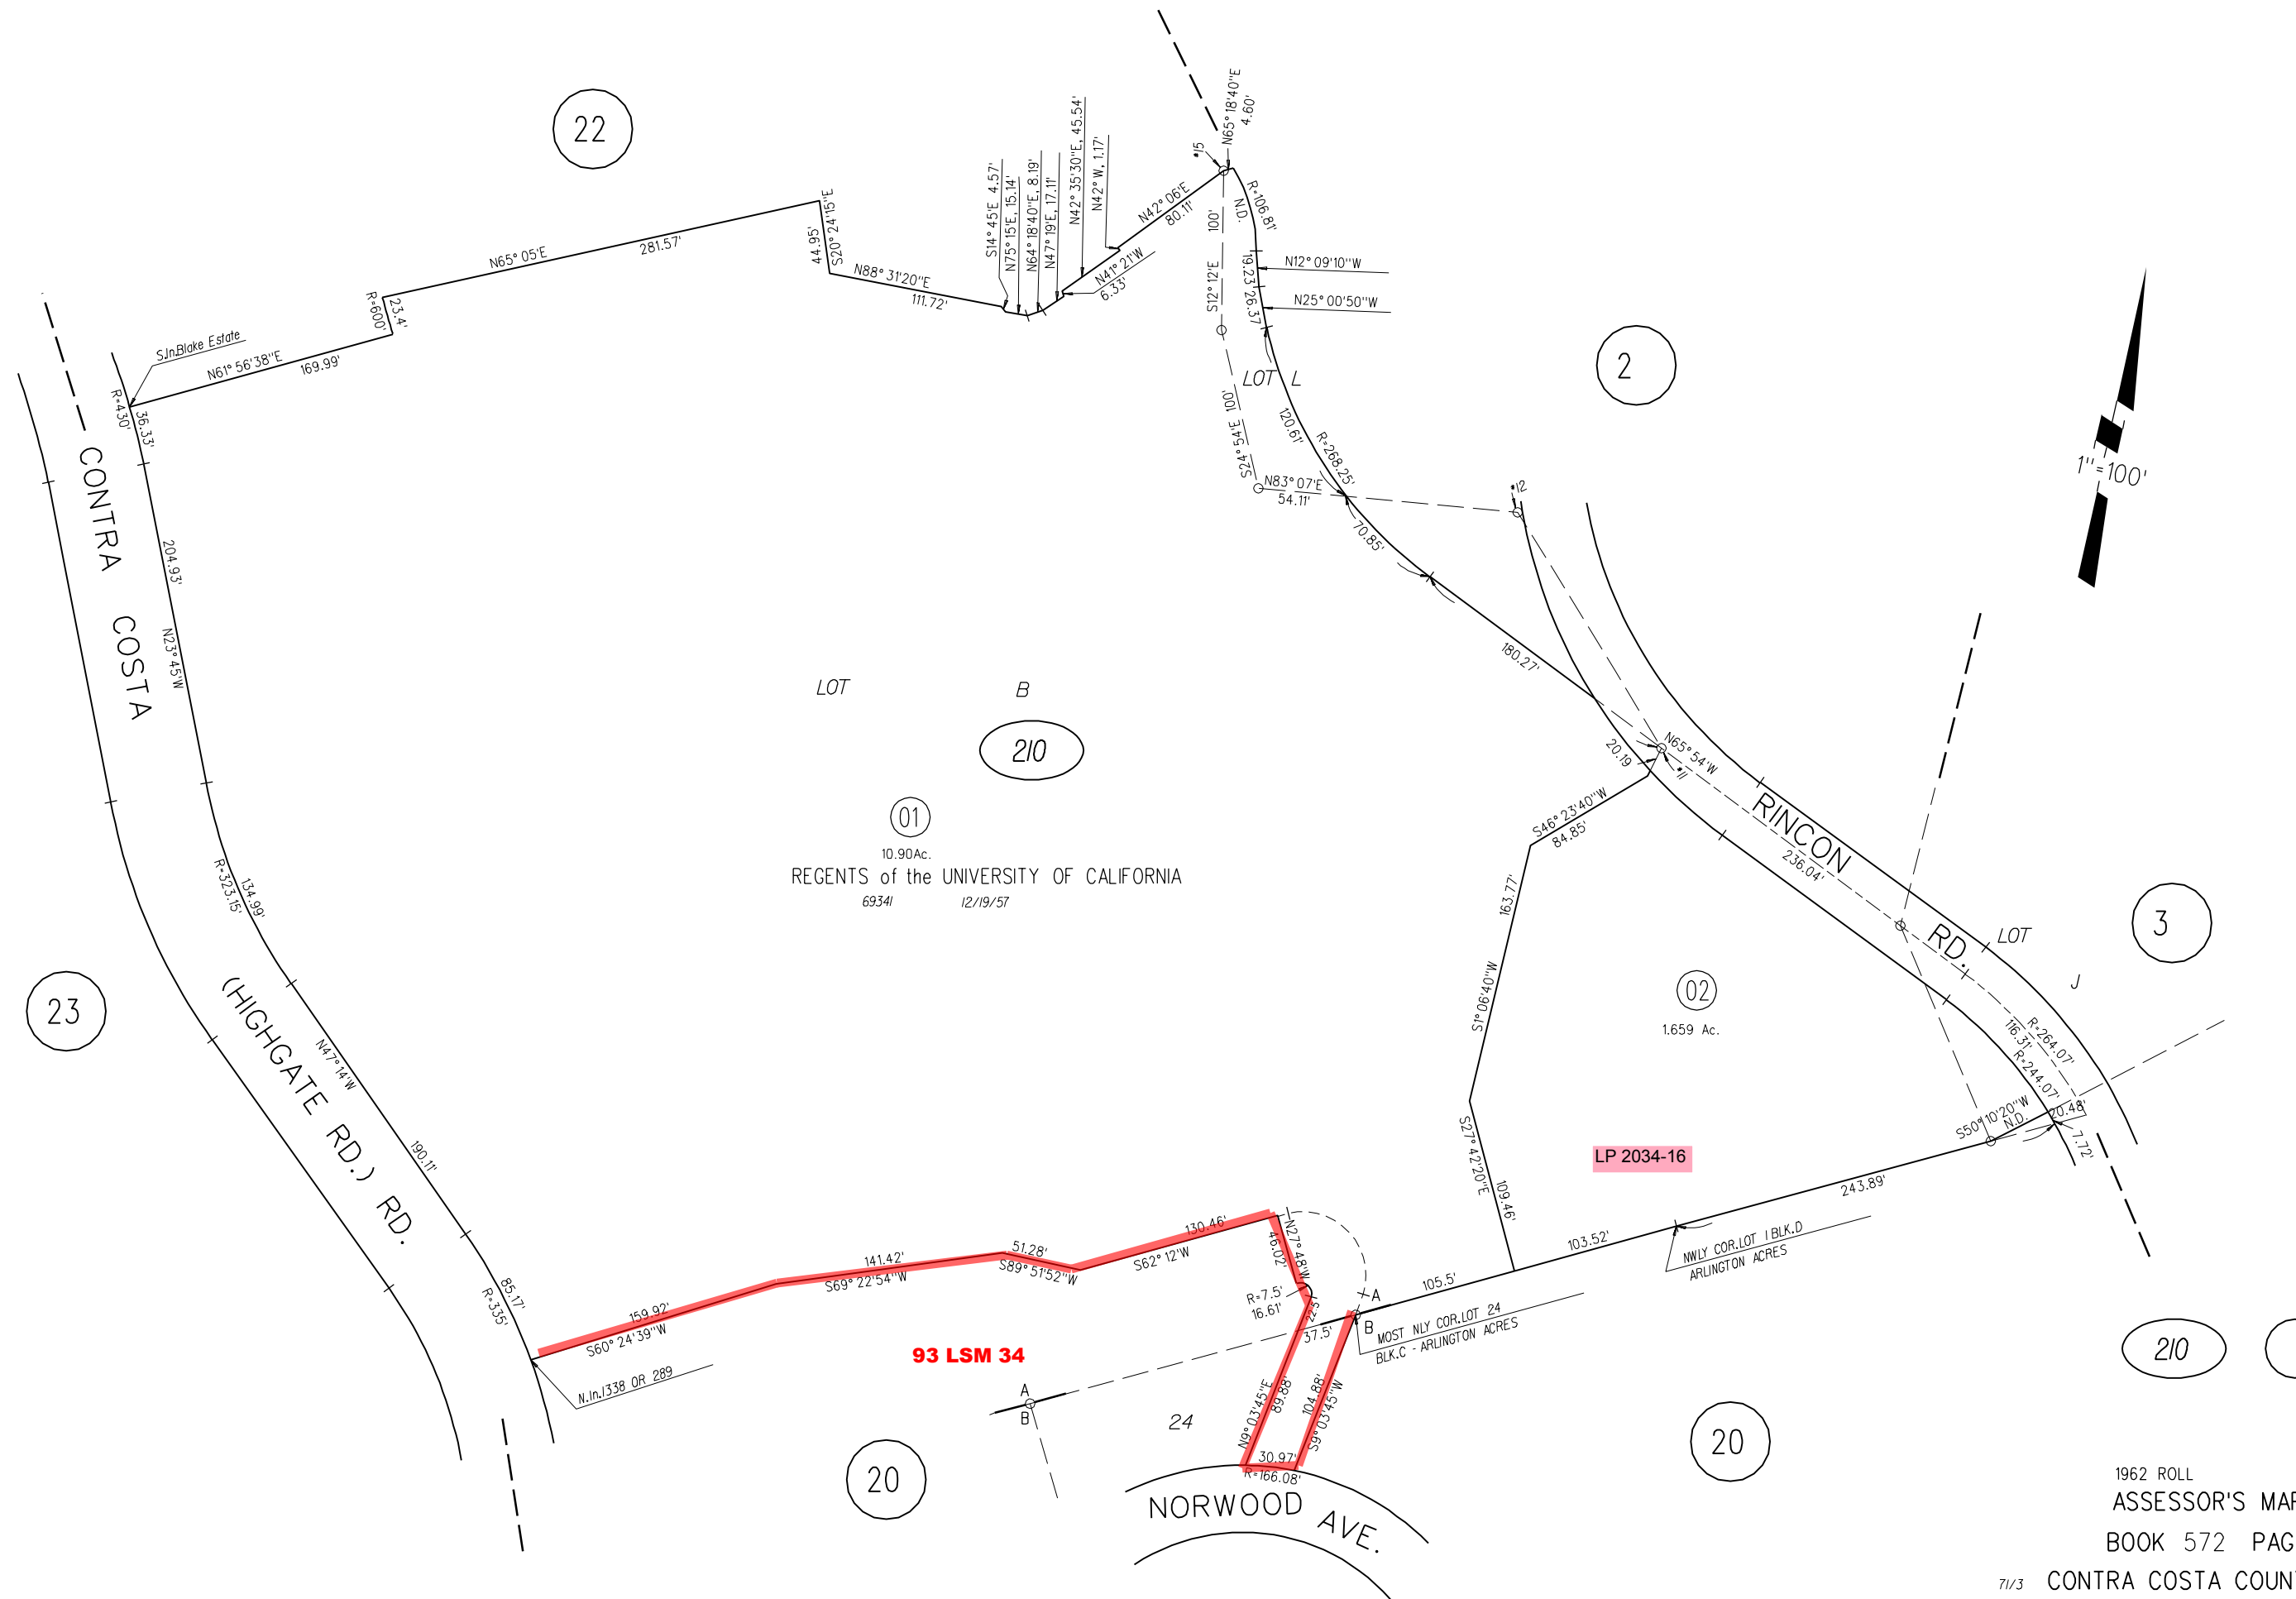 22
N65° 18'40"E
4.60'
#15
S14° 45'E 4.57'
N75° 15'E, 15.14'
N64° 18'40"E, 8.19'
N47° 19'E, 17.11'
N42° 35'30"E, 45.54'
N42° W, 1.17'
N42° 06'E
80.11'
N41° 21'W
6.33'
R=106.81'
N.D.
100'
S12° 12'E
19.23
26.37
N12° 09'10"W
N25° 00'50"W
N65° 05'E
281.57'
44.95'
S20° 24'15"E
N88° 31'20"E
111.72'
R=600'
23.4'
S.ln.Blake Estate
N61° 56'38"E
169.99'
R=430'
36.33'
2
1"=100'
LOT L
S24° 54'E 100'
120.61'
R=268.25'
N83° 07'E
54.11'
70.85'
#12
CONTRA COSTA
204.93'
N23° 45'W
180.27'
LOT B
210
01
10.90Ac.
REGENTS of the UNIVERSITY OF CALIFORNIA
69341 12/19/57
20.19
N65° 54'W
#11
RINCON RD.
236.04'
S46° 23'40"W
84.85'
163.77'
S1° 06'40"W
R=323.15'
134.99'
3
LOT J
23
(HIGHGATE RD.) RD.
N47° 14'W
190.11'
02
1.659 Ac.
R=264.07'
116.31'
R=244.07'
S50° 10'20"W
N.D.
20.48'
7.72'
S27° 42'20"E
109.46'
LP 2034-16
243.89'
103.52'
NWLY COR.LOT 1 BLK.D
ARLINGTON ACRES
85.17'
R=335'
159.92'
S60° 24'39"W
141.42'
S69° 22'54"W
51.28'
S89° 51'52"W
130.46'
S62° 12'W
N27° 48'W
46.02'
R=7.5'
16.61'
22.5'
37.5'
105.5'
A
B
MOST NLY COR.LOT 24
BLK.C - ARLINGTON ACRES
93 LSM 34
N.ln.1338 OR 289
A
B
24
N9° 03'45"E
89.88'
104.88'
S9° 03'45"W
30.97'
R=166.08'
NORWOOD AVE.
20
20
210
1962 ROLL
ASSESSOR'S MAP
BOOK 572 PAG
71/3 CONTRA COSTA COUN